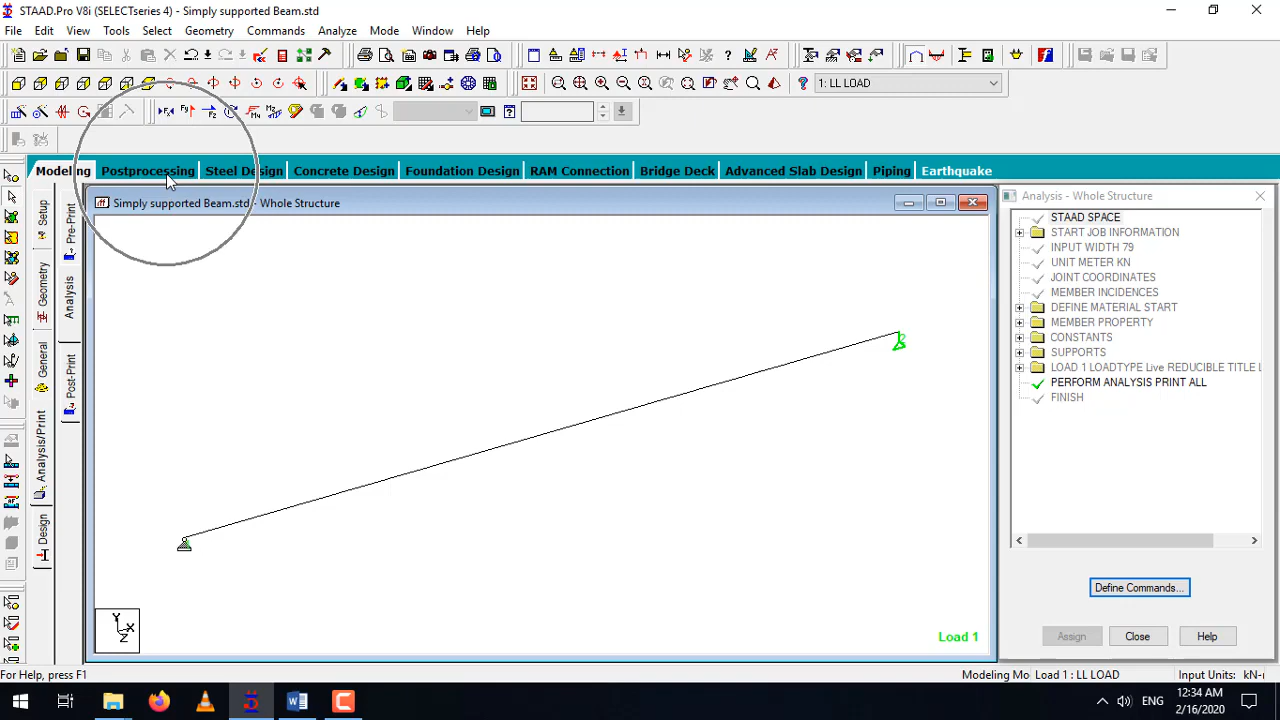 STAAD.Pro V8i (SELECTseries 4) - Simply supported Beam.std
File Edit View Tools Select Geometry Commands Analyze Mode Window Help
1: LL LOAD
Modeling Postprocessing Steel Design Concrete Design Foundation Design RAM Connection Bridge Deck Advanced Slab Design Piping Earthquake
Simply supported Beam.std - Whole Structure
Analysis - Whole Structure
Setup
Geometry
General
Analysis/Print
Design
Pre-Print
Analysis
Post-Print
STAAD SPACE
START JOB INFORMATION
INPUT WIDTH 79
UNIT METER KN
JOINT COORDINATES
MEMBER INCIDENCES
DEFINE MATERIAL START
MEMBER PROPERTY
CONSTANTS
SUPPORTS
LOAD 1 LOADTYPE Live REDUCIBLE TITLE L
PERFORM ANALYSIS PRINT ALL
FINISH
Define Commands...
Assign Close Help
Y
X
Z
Load 1
For Help, press F1
Modeling Mo Load 1 : LL LOAD Input Units: kN-
ENG
12:34 AM
2/16/2020